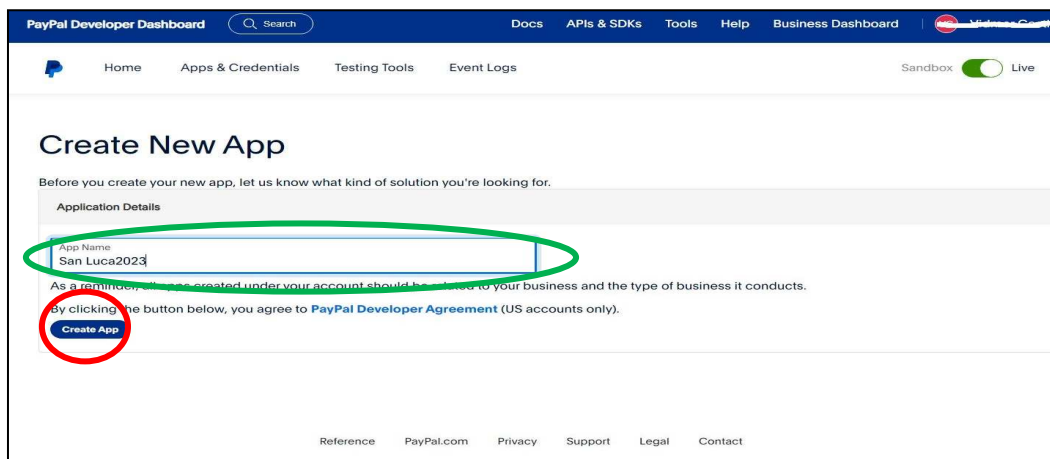 PayPal Developer Dashboard Search Docs APIs & SDKs Tools Help Business Dashboard
Home Apps & Credentials Testing Tools Event Logs Sandbox Live
Create New App
Before you create your new app, let us know what kind of solution you're looking for.
Application Details
App Name
San Luca2023
As a reminder, all apps created under your account should be related to your business and the type of business it conducts.
By clicking the button below, you agree to PayPal Developer Agreement (US accounts only).
Create App
Reference PayPal.com Privacy Support Legal Contact